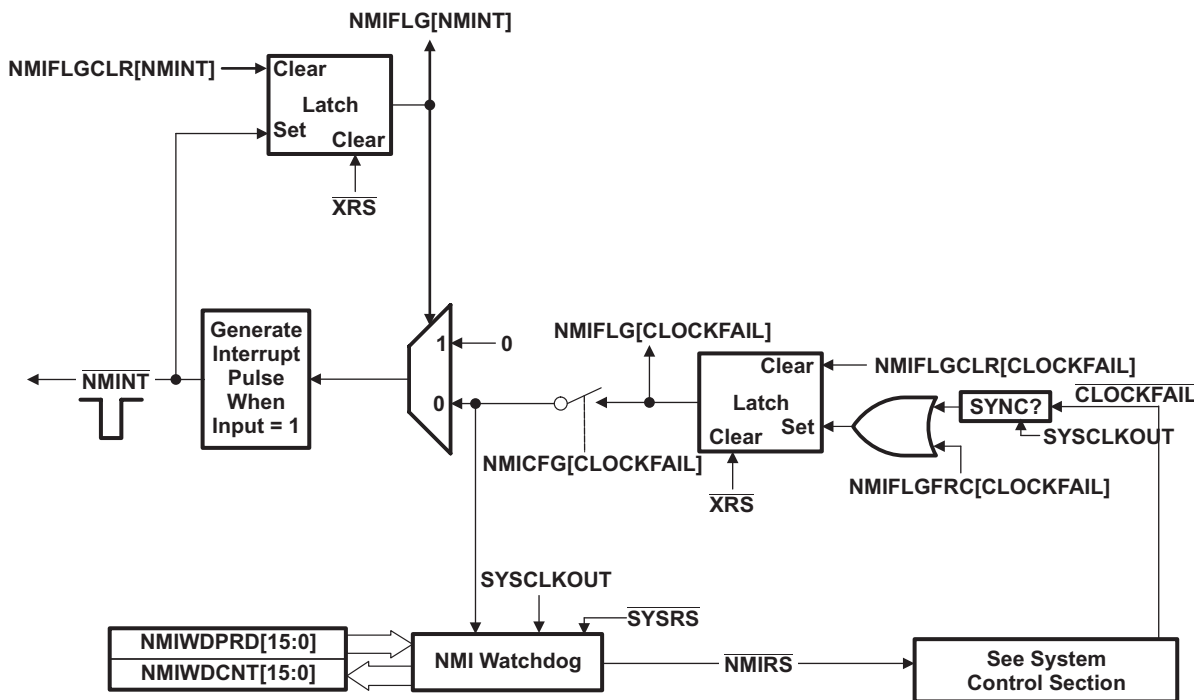 NMIFLG[NMINT]
NMIFLGCLR[NMINT]
Clear
Latch
Set
Clear
XRS
Generate
Interrupt
Pulse
When
Input = 1
NMINT
1
0
0
NMIFLG[CLOCKFAIL]
NMICFG[CLOCKFAIL]
Clear
Latch
Set
Clear
XRS
NMIFLGCLR[CLOCKFAIL]
CLOCKFAIL
SYNC?
SYSCLKOUT
NMIFLGFRC[CLOCKFAIL]
SYSCLKOUT
SYSRS
NMIWDPRD[15:0]
NMIWDCNT[15:0]
NMI Watchdog
NMIRS
See System
Control Section